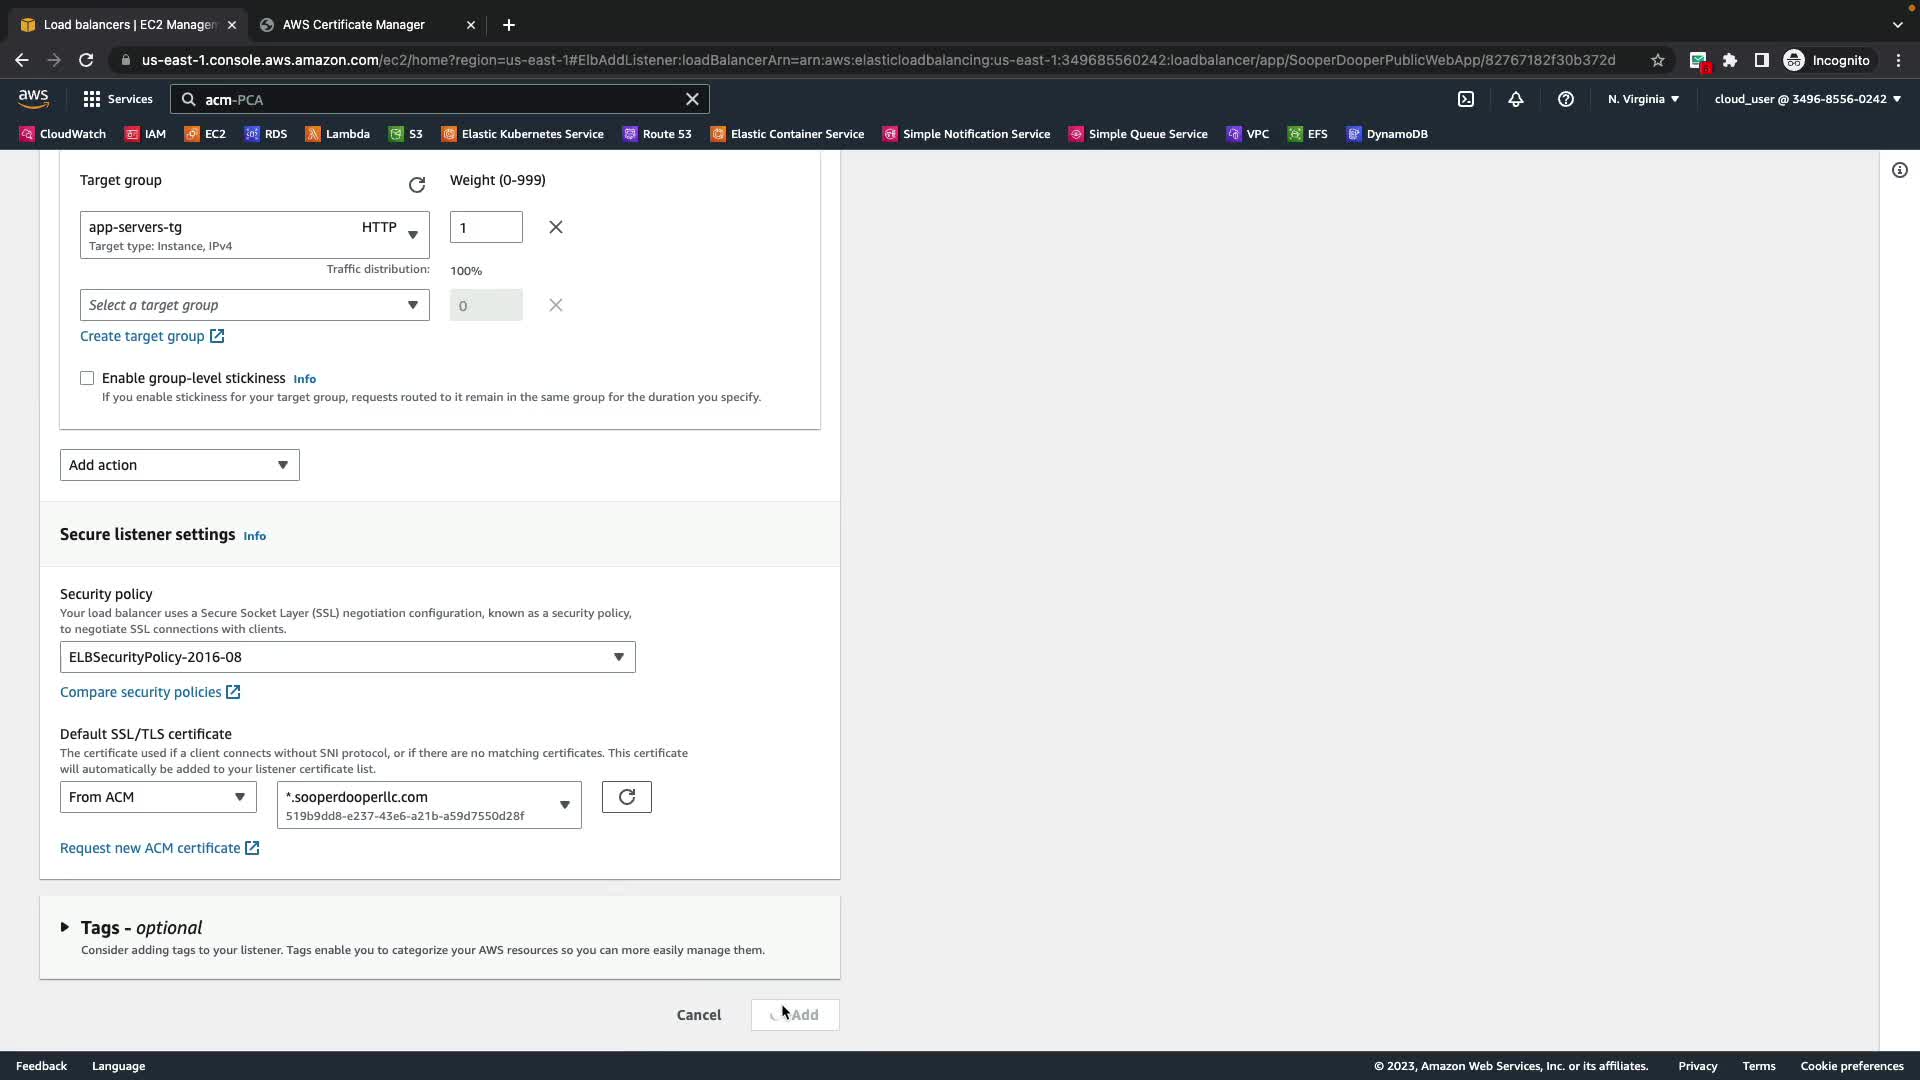 Load balancers | EC2 Managem
AWS Certificate Manager
us-east-1.console.aws.amazon.com/ec2/home?region=us-east-1#ElbAddListener:loadBalancerArn=arn:aws:elasticloadbalancing:us-east-1:349685560242:loadbalancer/app/SooperDooperPublicWebApp/82767182f30b372d
Incognito
aws
Services
acm-PCA
N. Virginia
cloud_user @ 3496-8556-0242
CloudWatch
IAM
EC2
RDS
Lambda
S3
Elastic Kubernetes Service
Route 53
Elastic Container Service
Simple Notification Service
Simple Queue Service
VPC
EFS
DynamoDB
Target group
Weight (0-999)
app-servers-tg
HTTP
Target type: Instance, IPv4
1
Traffic distribution:
100%
Select a target group
0
Create target group
Enable group-level stickiness Info
If you enable stickiness for your target group, requests routed to it remain in the same group for the duration you specify.
Add action
Secure listener settings Info
Security policy
Your load balancer uses a Secure Socket Layer (SSL) negotiation configuration, known as a security policy,
to negotiate SSL connections with clients.
ELBSecurityPolicy-2016-08
Compare security policies
Default SSL/TLS certificate
The certificate used if a client connects without SNI protocol, or if there are no matching certificates. This certificate
will automatically be added to your listener certificate list.
From ACM
*.sooperdooperllc.com
519b9dd8-e237-43e6-a21b-a59d7550d28f
Request new ACM certificate
Tags - optional
Consider adding tags to your listener. Tags enable you to categorize your AWS resources so you can more easily manage them.
Cancel
Add
Feedback
Language
© 2023, Amazon Web Services, Inc. or its affiliates.
Privacy
Terms
Cookie preferences